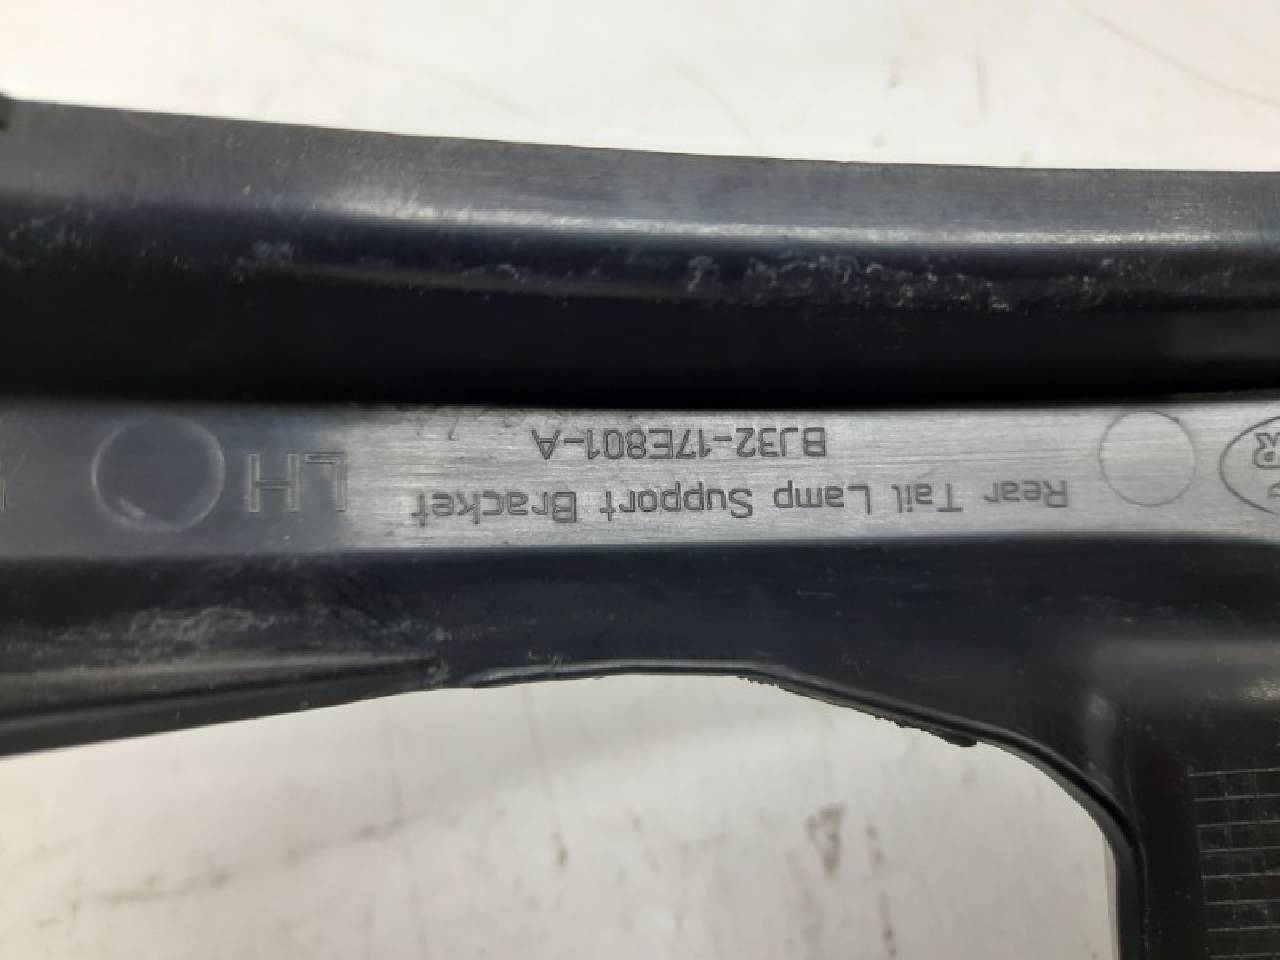 Rear Tail Lamp Support Bracket
BJ32-17E801-A
LH